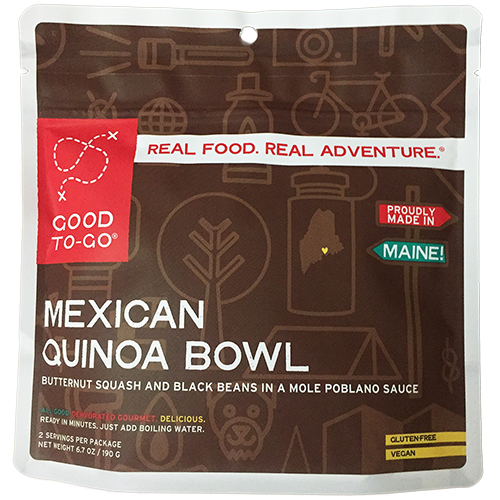 REAL FOOD. REAL ADVENTURE.®
GOOD
TO-GO®
PROUDLY
MADE IN
MAINE!
MEXICAN
QUINOA BOWL
BUTTERNUT SQUASH AND BLACK BEANS IN A MOLE POBLANO SAUCE
ALL GOOD. DEHYDRATED GOURMET. DELICIOUS.
READY IN MINUTES. JUST ADD BOILING WATER.
2 SERVINGS PER PACKAGE
NET WEIGHT 6.7 OZ / 190 G
GLUTEN-FREE
VEGAN